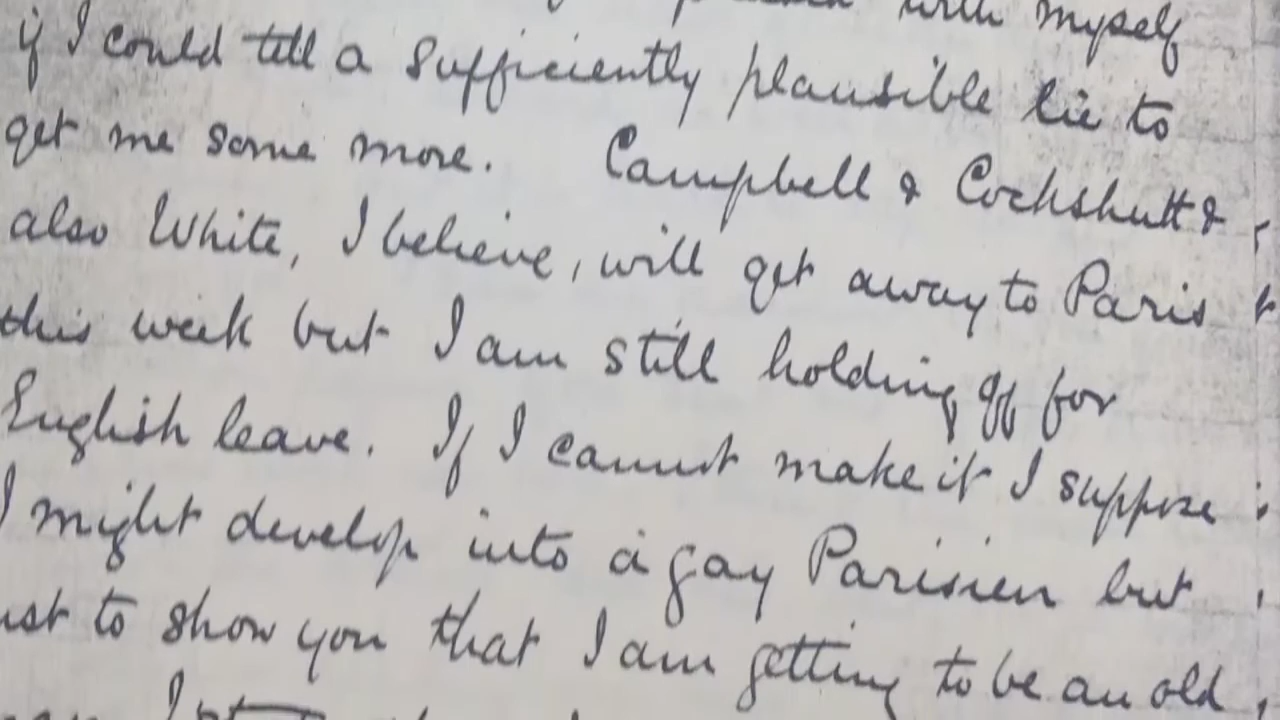 with myself
if I could tell a sufficiently plausible lie to
get me some more. Campbell & Cockshutt &
also White, I believe, will get away to Paris
this week but I am still holding off for
English leave. If I cannot make it I suppose
I might develop into a gay Parisien but
to show you that I am getting to be an old